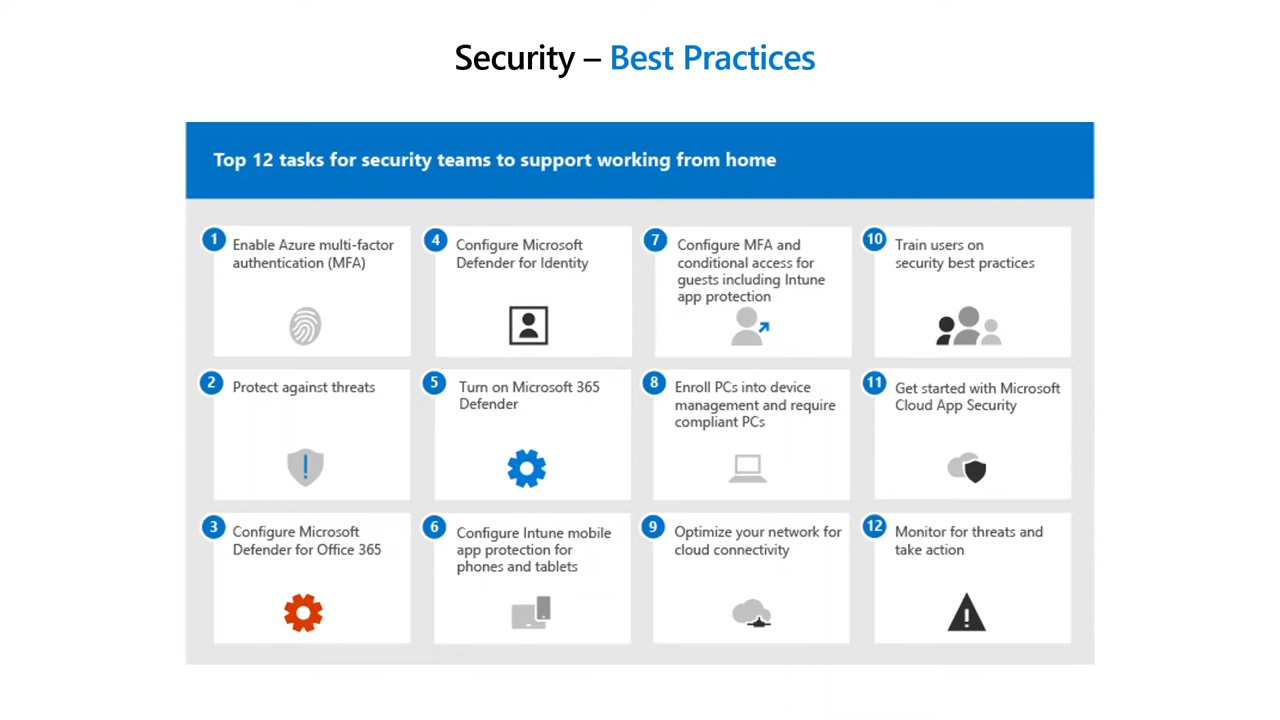 Security – Best Practices
Top 12 tasks for security teams to support working from home
1
Enable Azure multi-factor
authentication (MFA)
2
Protect against threats
3
Configure Microsoft
Defender for Office 365
4
Configure Microsoft
Defender for Identity
5
Turn on Microsoft 365
Defender
6
Configure Intune mobile
app protection for
phones and tablets
7
Configure MFA and
conditional access for
guests including Intune
app protection
8
Enroll PCs into device
management and require
compliant PCs
9
Optimize your network for
cloud connectivity
10
Train users on
security best practices
11
Get started with Microsoft
Cloud App Security
12
Monitor for threats and
take action